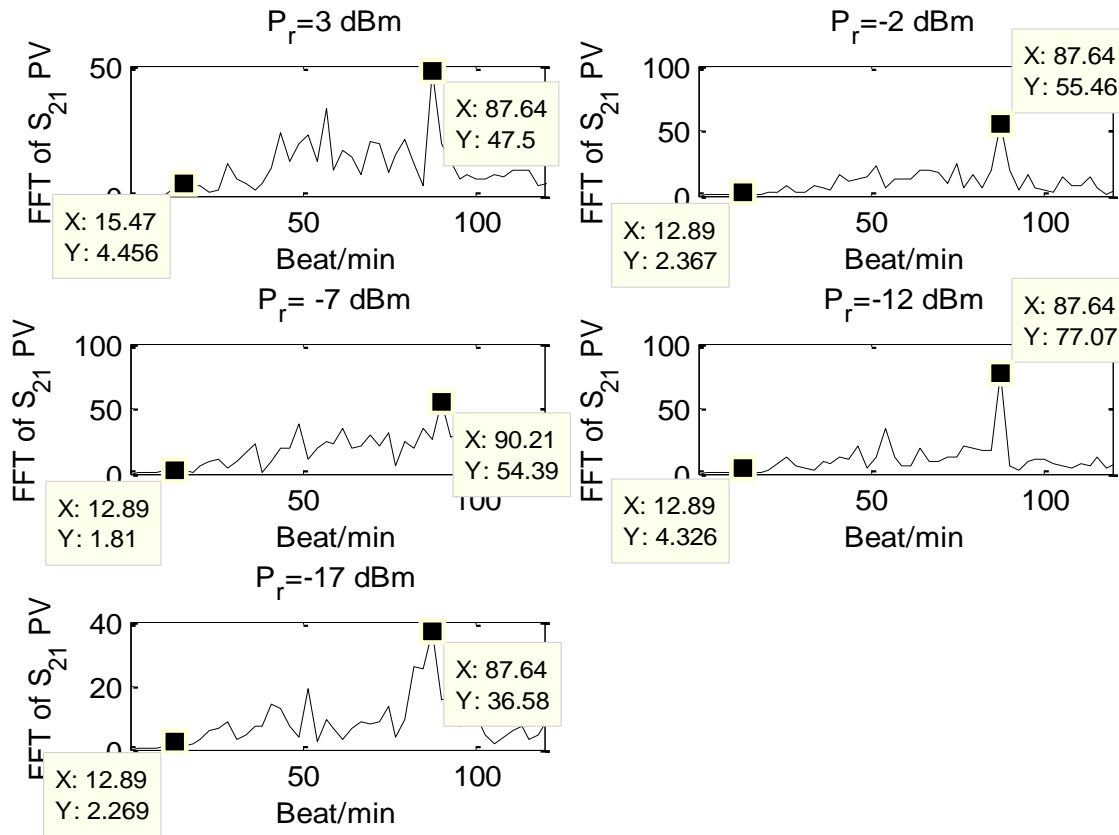 P_r=3 dBm
FFT of S_21 PV
50
0
X: 87.64
Y: 47.5
X: 15.47
Y: 4.456
50
100
Beat/min
P_r=-2 dBm
FFT of S_21 PV
100
50
0
X: 87.64
Y: 55.46
X: 12.89
Y: 2.367
50
100
Beat/min
P_r= -7 dBm
FFT of S_21 PV
100
50
0
X: 90.21
Y: 54.39
X: 12.89
Y: 1.81
50
100
Beat/min
P_r=-12 dBm
FFT of S_21 PV
100
50
0
X: 87.64
Y: 77.07
X: 12.89
Y: 4.326
50
100
Beat/min
P_r=-17 dBm
FFT of S_21 PV
40
20
0
X: 87.64
Y: 36.58
X: 12.89
Y: 2.269
50
100
Beat/min